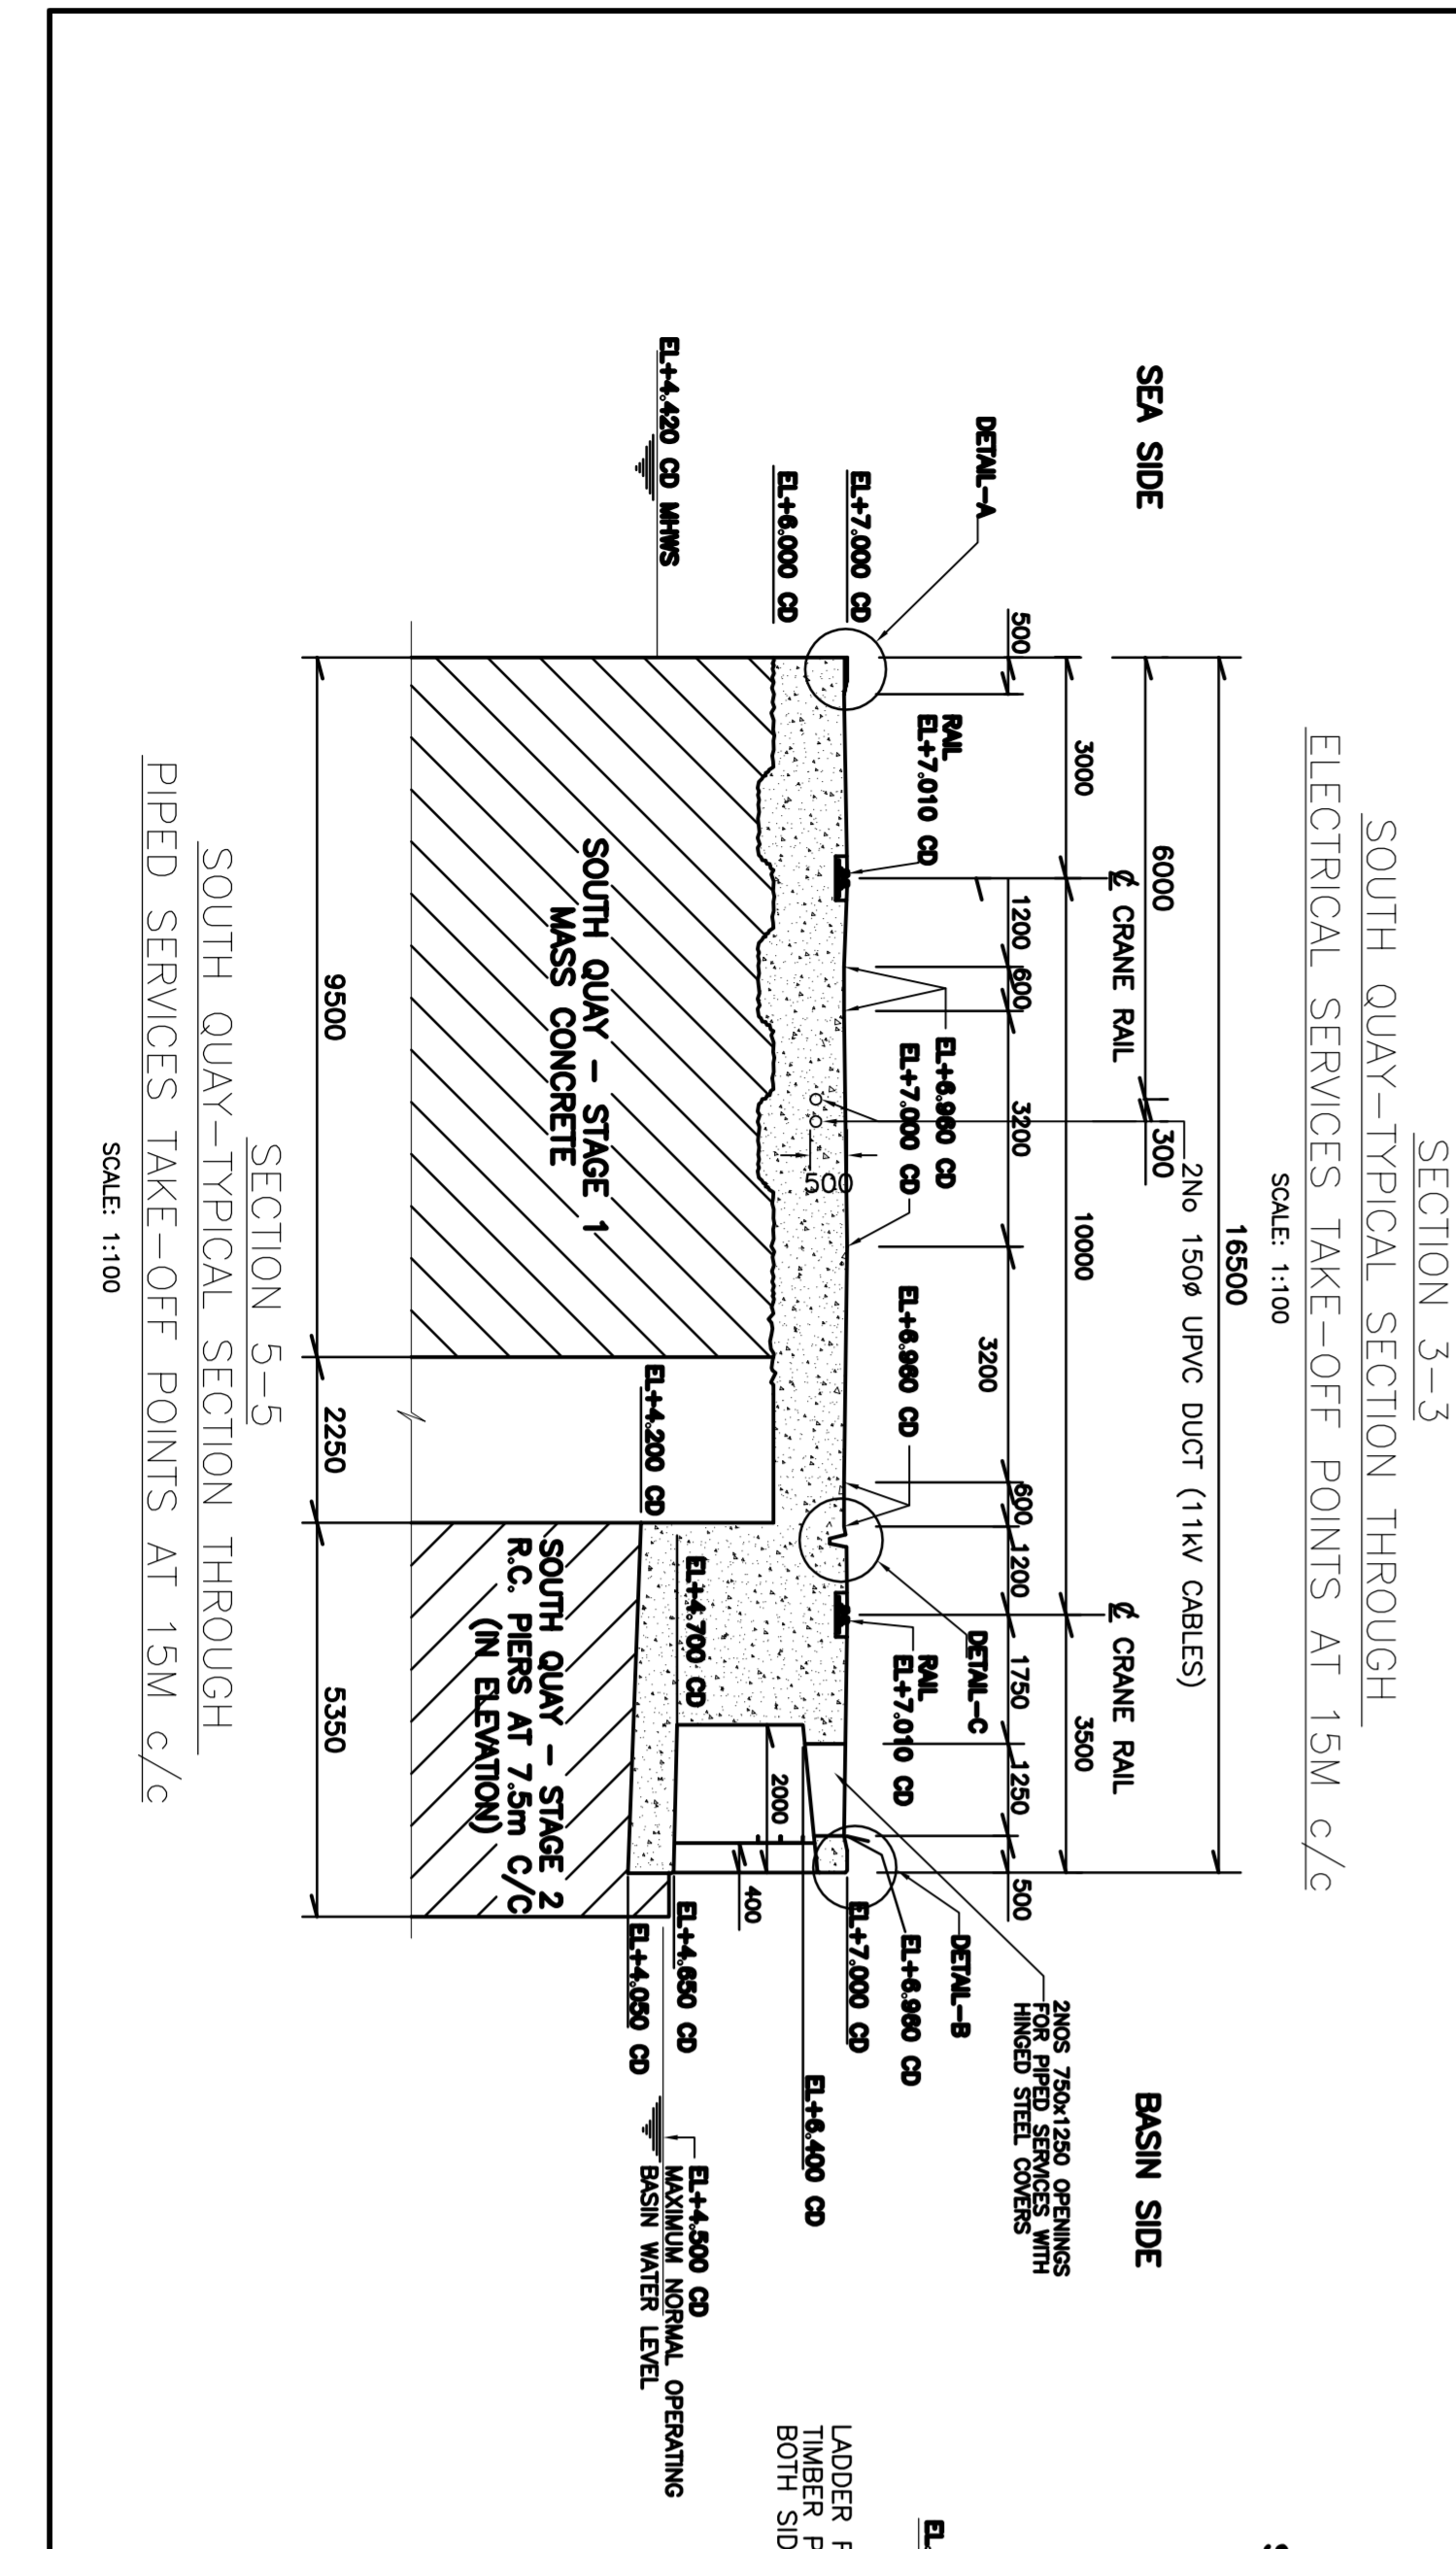 SECTION 3-3
SOUTH QUAY-TYPICAL SECTION THROUGH
ELECTRICAL SERVICES TAKE-OFF POINTS AT 15M c/c
SCALE: 1:100
16500
2No 150ø UPVC DUCT (11kV CABLES)
SEA SIDE
BASIN SIDE
6000
300
℄ CRANE RAIL
℄ CRANE RAIL
3000
10000
3500
2NOS 750x1250 OPENINGS
FOR PIPED SERVICES WITH
HINGED STEEL COVERS
500
1200
600
3200
3200
600
1200
1750
1250
500
DETAIL-A
DETAIL-C
DETAIL-B
RAIL
EL+7.010 CD
EL+6.960 CD
EL+7.000 CD
EL+6.960 CD
RAIL
EL+7.010 CD
EL+6.960 CD
EL+7.000 CD
EL+7.000 CD
500
EL+6.000 CD
EL+6.400 CD
2000
400
EL+4.420 CD MHWS
EL+4.200 CD
EL+4.700 CD
EL+4.650 CD
EL+4.050 CD
EL+4.500 CD
MAXIMUM NORMAL OPERATING
BASIN WATER LEVEL
SOUTH QUAY - STAGE 1
MASS CONCRETE
SOUTH QUAY - STAGE 2
R.C. PIERS AT 7.5m C/C
(IN ELEVATION)
9500
2250
5350
SECTION 5-5
SOUTH QUAY-TYPICAL SECTION THROUGH
PIPED SERVICES TAKE-OFF POINTS AT 15M c/c
SCALE: 1:100
LADDER
TIMBER
BOTH
EL